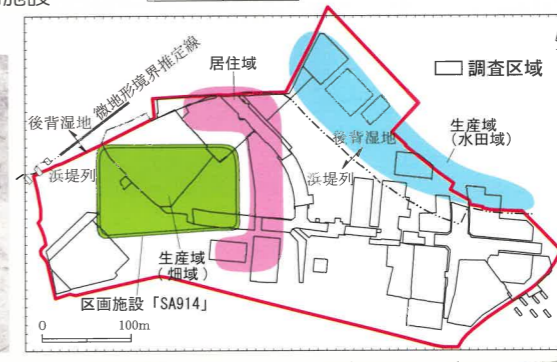 施設
微地形境界推定線
居住域
調査区域
後背湿地
後背湿地
生産域
(水田域)
浜堤列
浜堤列
生産域
(畑域)
区画施設「SA914」
0 100m